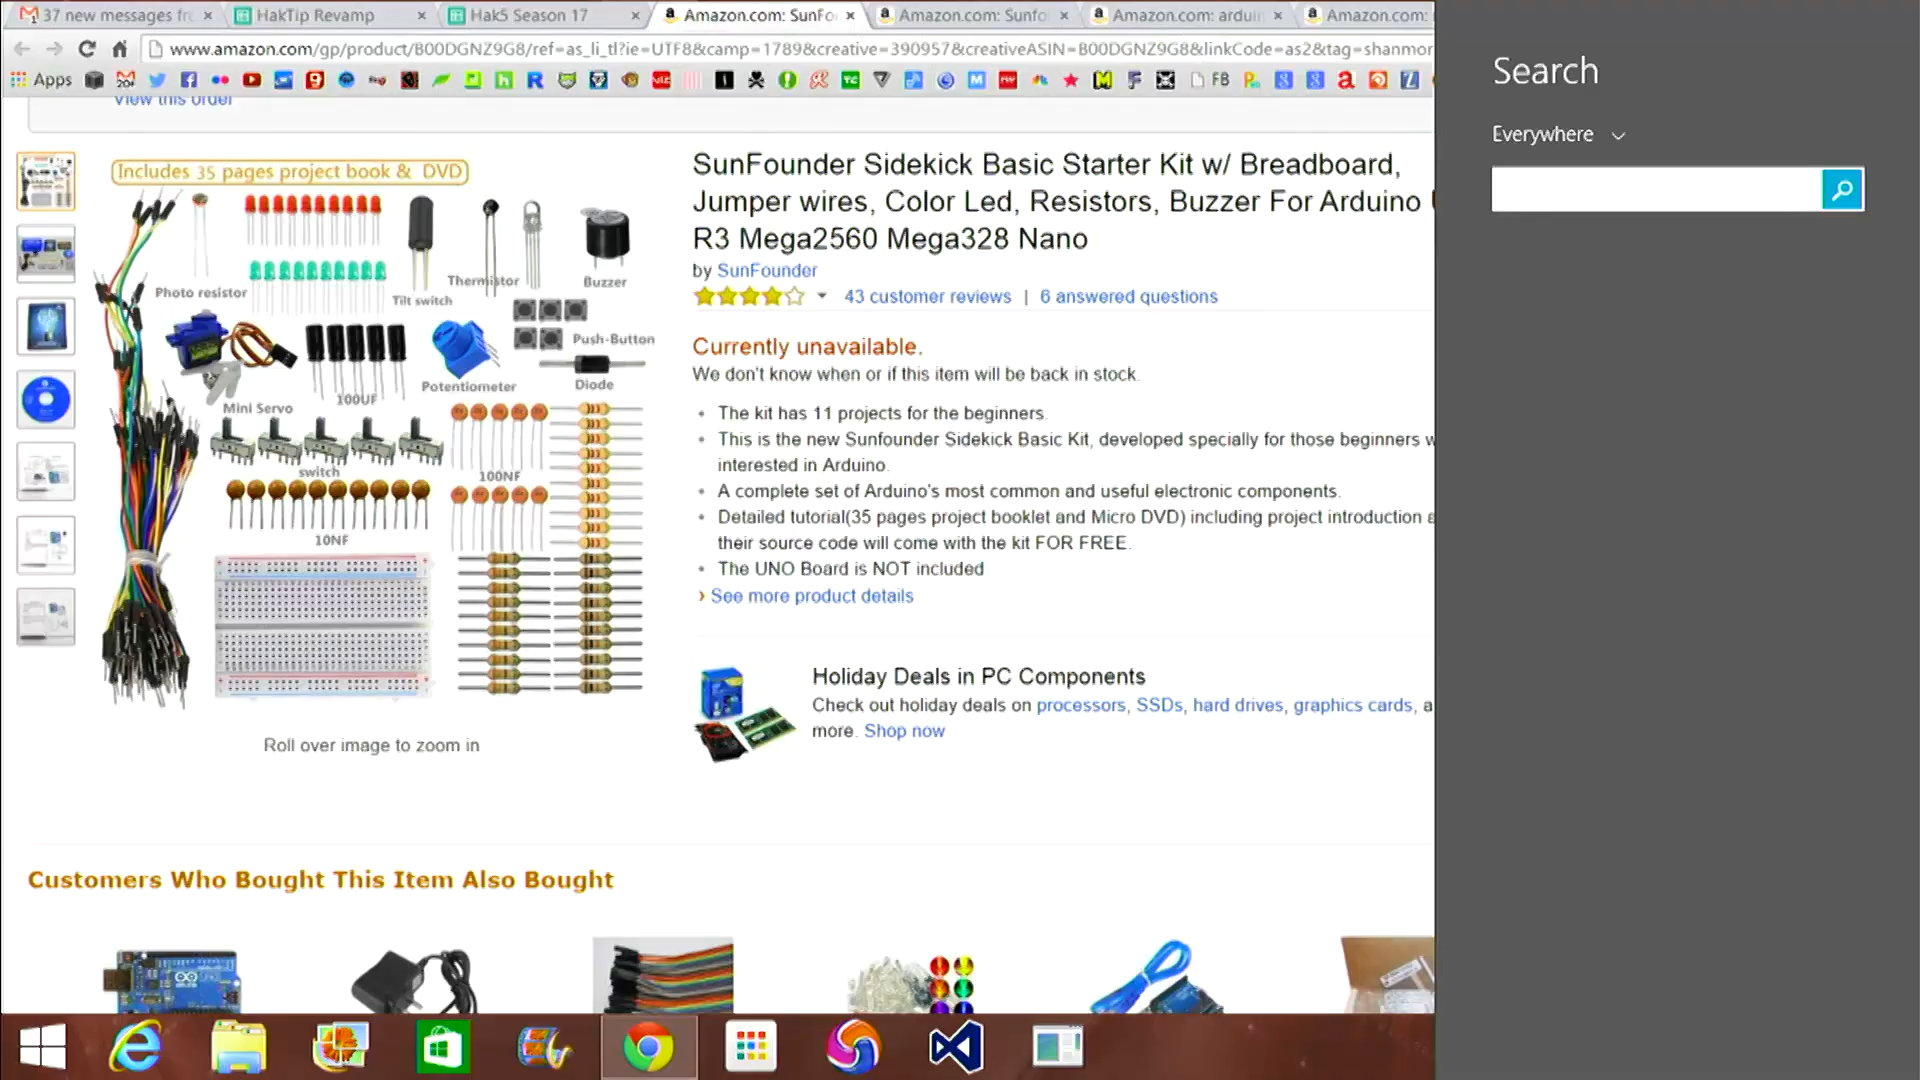 37 new messages fr
HakTip Revamp
Hak5 Season 17
Amazon.com: SunFo
Amazon.com: Sunfo
Amazon.com: ardui
Amazon.com:
www.amazon.com/gp/product/B00DGNZ9G8/ref=as_li_tl?ie=UTF8&camp=1789&creative=390957&creativeASIN=B00DGNZ9G8&linkCode=as2&tag=shanmor
Apps
FB
View this order
Includes 35 pages project book & DVD
Photo resistor
Tilt switch
Thermistor
Buzzer
Push-Button
Mini Servo
100UF
Potentiometer
Diode
switch
100NF
10NF
Roll over image to zoom in
SunFounder Sidekick Basic Starter Kit w/ Breadboard,
Jumper wires, Color Led, Resistors, Buzzer For Arduino
R3 Mega2560 Mega328 Nano
by SunFounder
43 customer reviews | 6 answered questions
Currently unavailable.
We don't know when or if this item will be back in stock.
• The kit has 11 projects for the beginners.
• This is the new Sunfounder Sidekick Basic Kit, developed specially for those beginners w
interested in Arduino.
• A complete set of Arduino's most common and useful electronic components.
• Detailed tutorial(35 pages project booklet and Micro DVD) including project introduction a
their source code will come with the kit FOR FREE.
• The UNO Board is NOT included
› See more product details
Holiday Deals in PC Components
Check out holiday deals on processors, SSDs, hard drives, graphics cards, a
more. Shop now
Customers Who Bought This Item Also Bought
Search
Everywhere